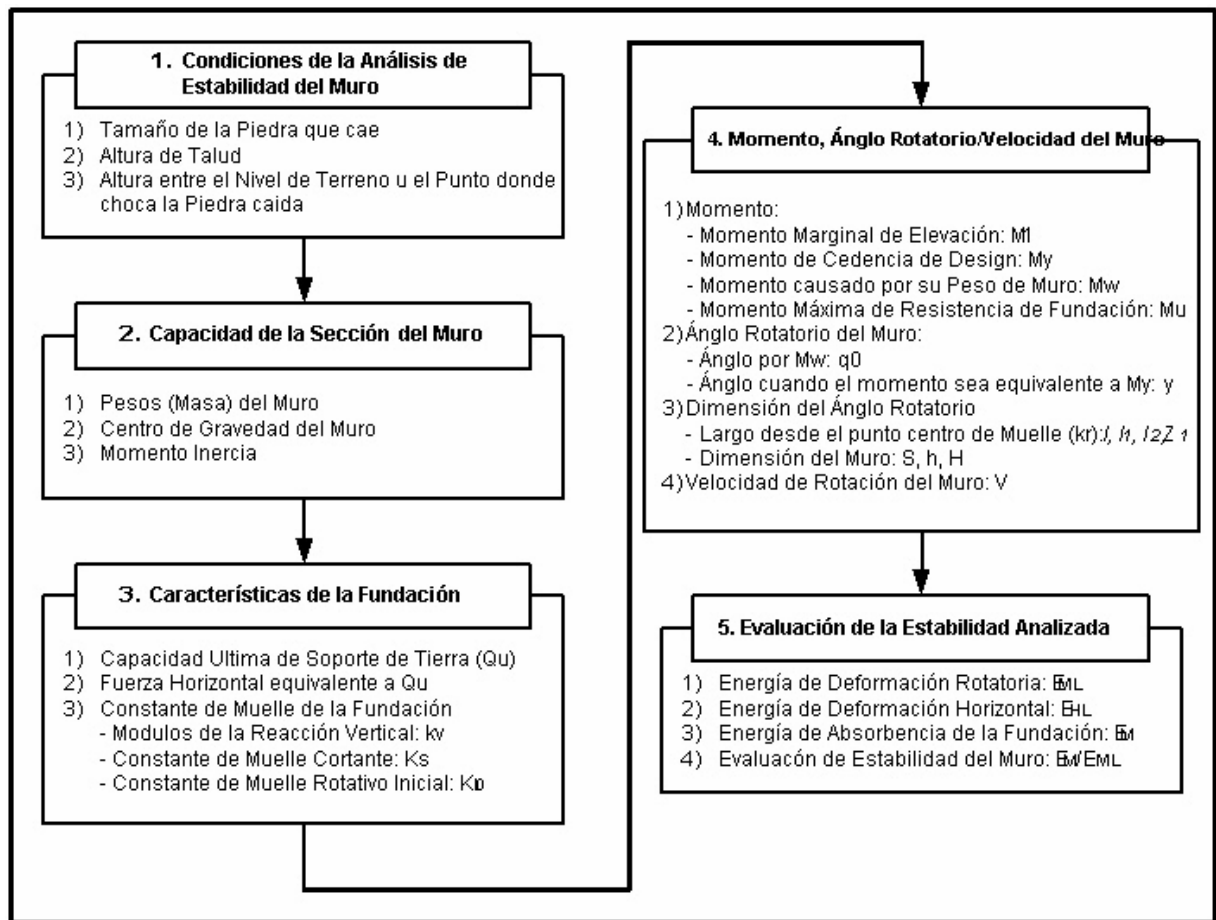 1. Condiciones de la Análisis de
Estabilidad del Muro
1) Tamaño de la Piedra que cae
2) Altura de Talud
3) Altura entre el Nivel de Terreno u el Punto donde
choca la Piedra caida
2. Capacidad de la Sección del Muro
1) Pesos (Masa) del Muro
2) Centro de Gravedad del Muro
3) Momento Inercia
3. Características de la Fundación
1) Capacidad Ultima de Soporte de Tierra (Qu)
2) Fuerza Horizontal equivalente a Qu
3) Constante de Muelle de la Fundación
- Modulos de la Reacción Vertical: kv
- Constante de Muelle Cortante: Ks
- Constante de Muelle Rotativo Inicial:
4. Momento, Ánglo Rotatorio/Velocidad del Muro
1) Momento:
- Momento Marginal de Elevación: M1
- Momento de Cedencia de Design: My
- Momento causado por su Peso de Muro: Mw
- Momento Máxima de Resistencia de Fundación: Mu
2) Ánglo Rotatorio del Muro:
- Ánglo por Mw: q0
- Ánglo cuando el momento sea equivalente a My: y
3) Dimensión del Ánglo Rotatorio
- Largo desde el punto centro de Muelle (kr): l, l1, l2, Z1
- Dimensión del Muro: S, h, H
4) Velocidad de Rotación del Muro: V
5. Evaluación de la Estabilidad Analizada
1) Energía de Deformación Rotatoria: EML
2) Energía de Deformación Horizontal: EHL
3) Energía de Absorbencia de la Fundación: EM
4) Evaluacón de Estabilidad del Muro: EM/EML